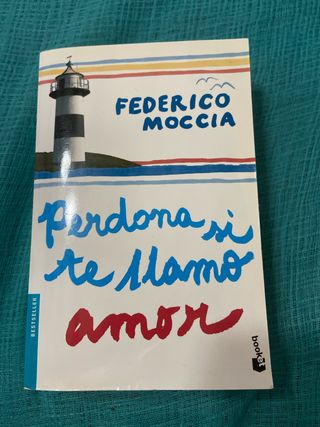 FEDERICO
MOCCIA
Perdona si
te llamo
amor
BESTSELLER
booket